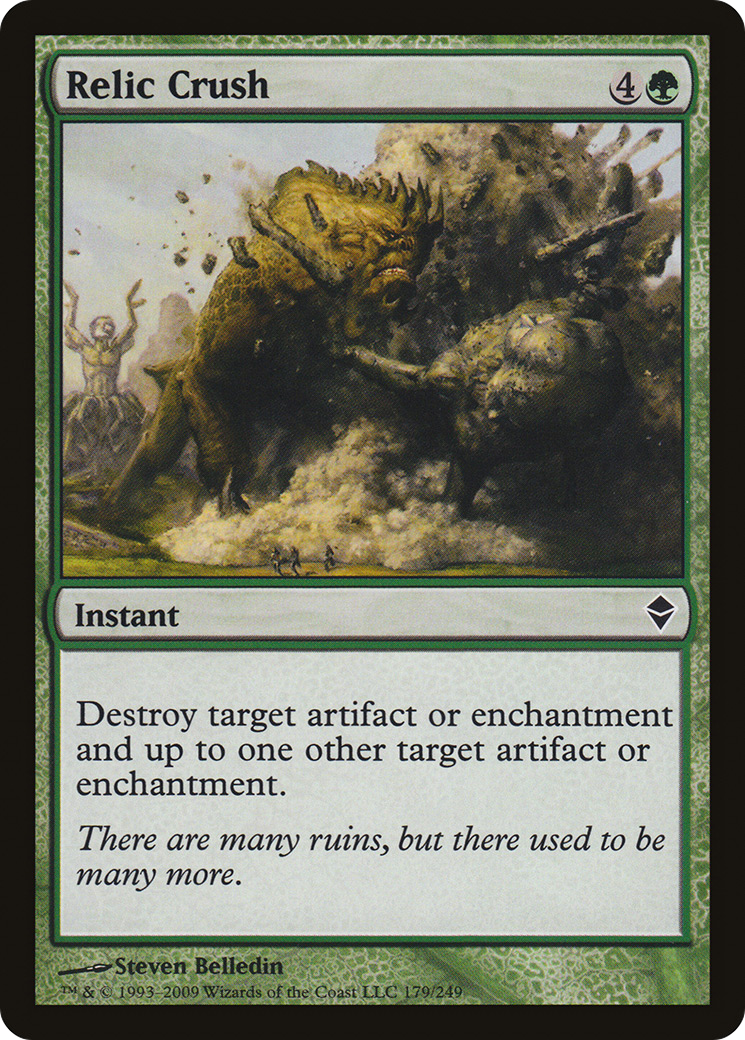 Relic Crush 4
Instant
Destroy target artifact or enchantment
and up to one other target artifact or
enchantment.
There are many ruins, but there used to be
many more.
Steven Belledin
™ & © 1993–2009 Wizards of the Coast LLC 179/249